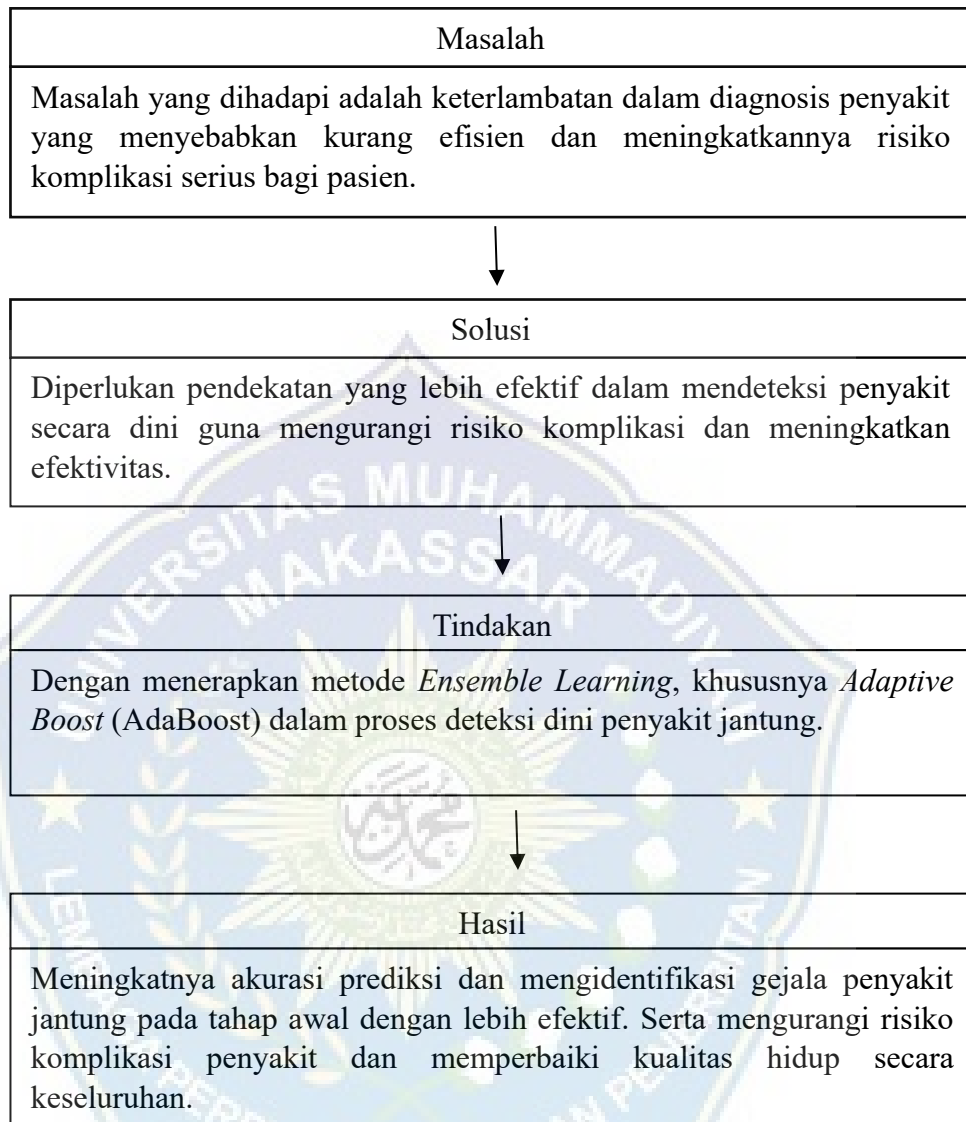 Masalah
Masalah yang dihadapi adalah keterlambatan dalam diagnosis penyakit
yang menyebabkan kurang efisien dan meningkatkannya risiko
komplikasi serius bagi pasien.
Solusi
Diperlukan pendekatan yang lebih efektif dalam mendeteksi penyakit
secara dini guna mengurangi risiko komplikasi dan meningkatkan
efektivitas.
UNIVERSITAS MUHAMMADIYAH
MAKASSAR
Tindakan
Dengan menerapkan metode Ensemble Learning, khususnya Adaptive
Boost (AdaBoost) dalam proses deteksi dini penyakit jantung.
Hasil
Meningkatnya akurasi prediksi dan mengidentifikasi gejala penyakit
jantung pada tahap awal dengan lebih efektif. Serta mengurangi risiko
komplikasi penyakit dan memperbaiki kualitas hidup secara
keseluruhan.